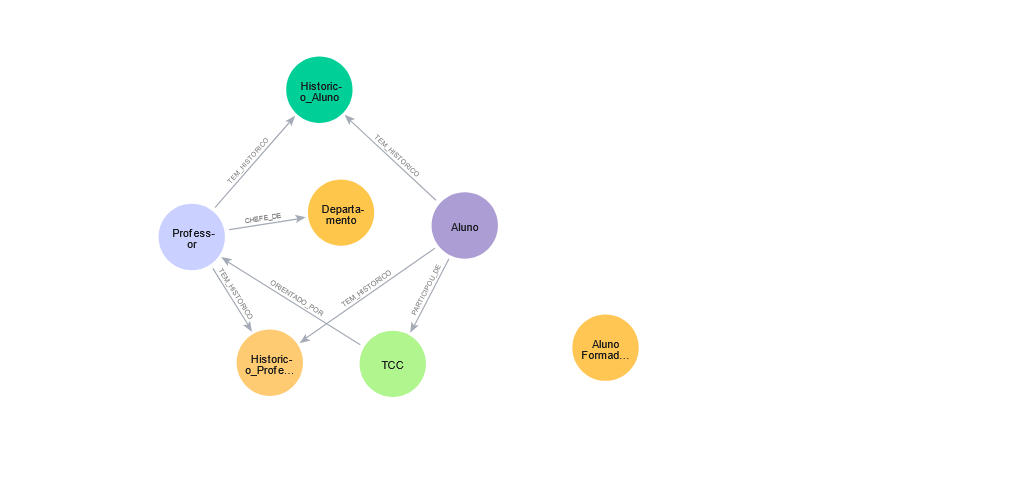 Historic-
o_Aluno
TEM_HISTORICO
TEM_HISTORICO
Departa-
mento
CHEFE_DE
Profess-
or
Aluno
TEM_HISTORICO
ORIENTADO_POR
TEM_HISTORICO
PARTICIPOU_DE
Historic-
o_Profe...
TCC
Aluno
Formad...